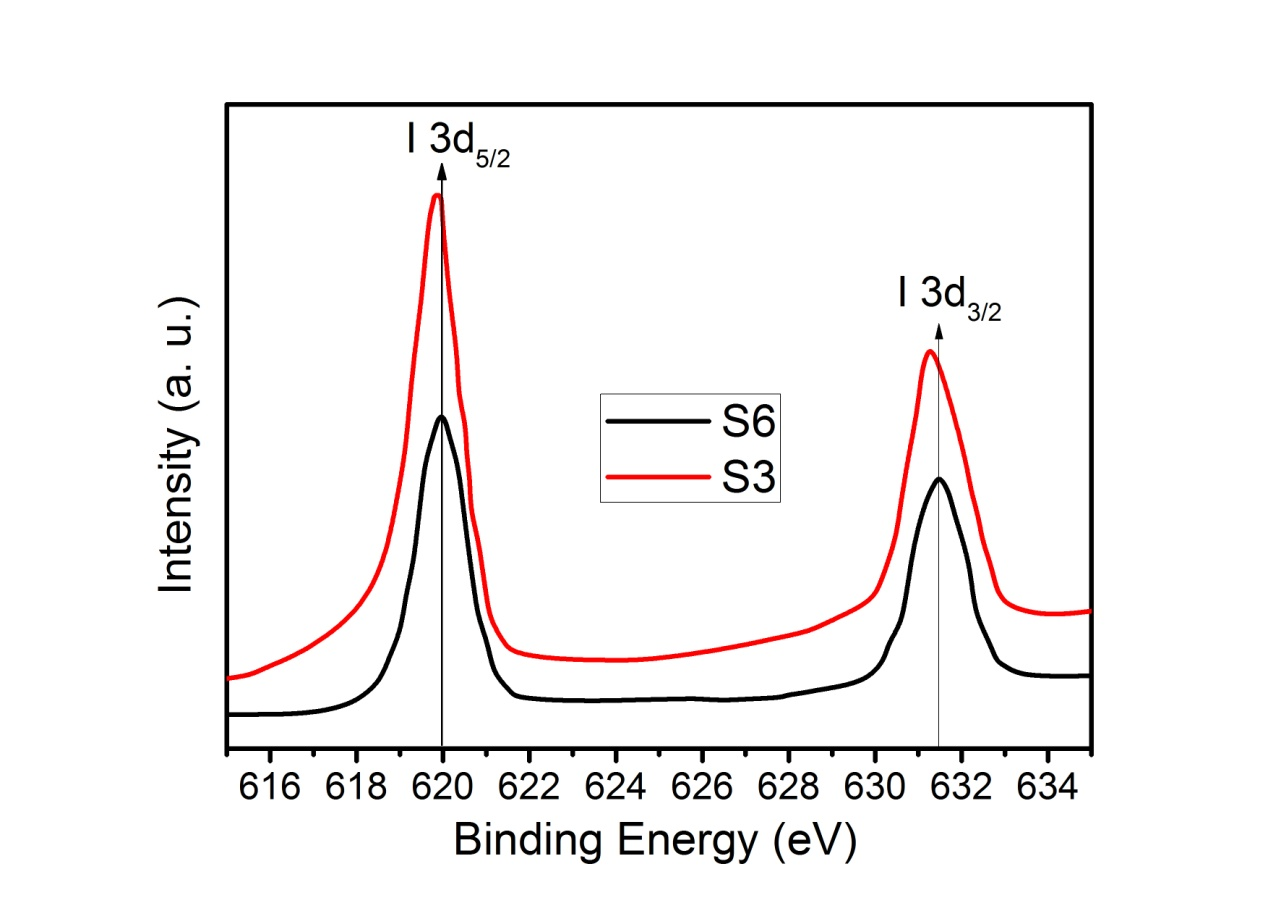 I 3d5/2
I 3d3/2
S6
S3
Intensity (a. u.)
616 618 620 622 624 626 628 630 632 634
Binding Energy (eV)